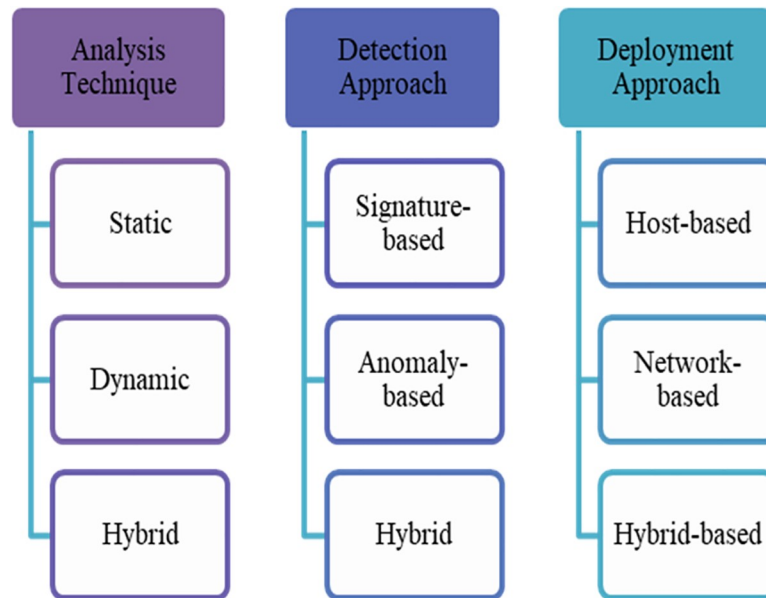 Analysis
Technique
Static
Dynamic
Hybrid
Detection
Approach
Signature-
based
Anomaly-
based
Hybrid
Deployment
Approach
Host-based
Network-
based
Hybrid-based